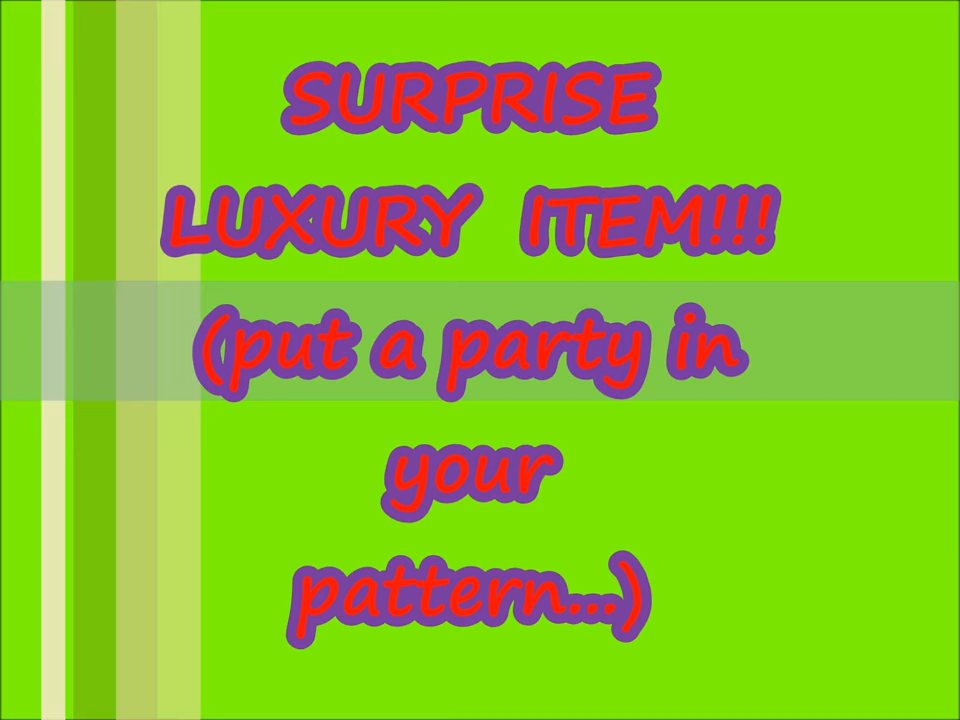 SURPRISE
LUXURY ITEM!!!
(put a party in
your
pattern...)